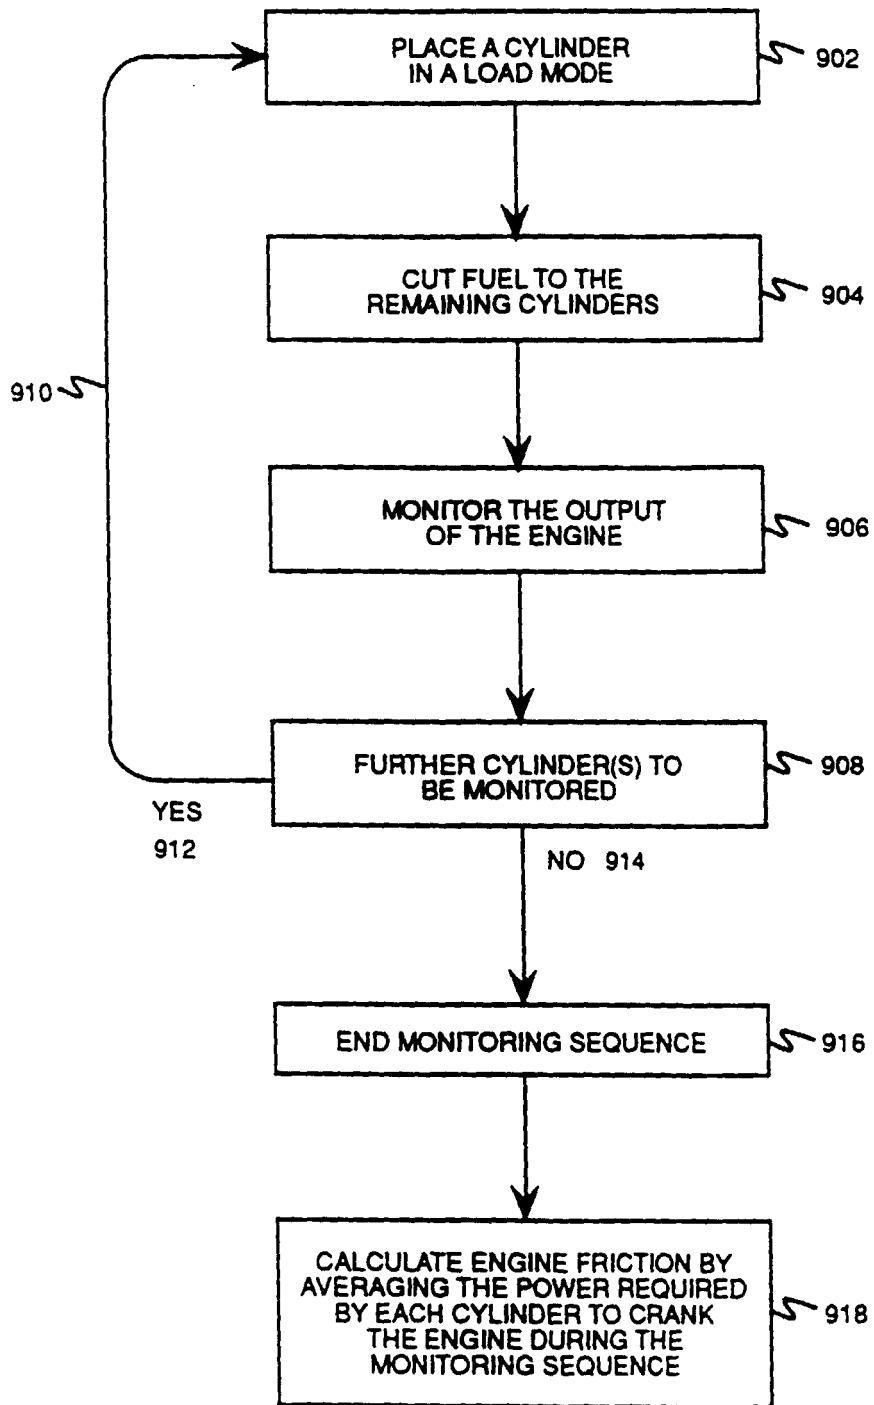 PLACE A CYLINDER
IN A LOAD MODE
902
CUT FUEL TO THE
REMAINING CYLINDERS
904
910
MONITOR THE OUTPUT
OF THE ENGINE
906
FURTHER CYLINDER(S) TO
BE MONITORED
908
YES
912
NO 914
END MONITORING SEQUENCE
916
CALCULATE ENGINE FRICTION BY
AVERAGING THE POWER REQUIRED
BY EACH CYLINDER TO CRANK
THE ENGINE DURING THE
MONITORING SEQUENCE
918